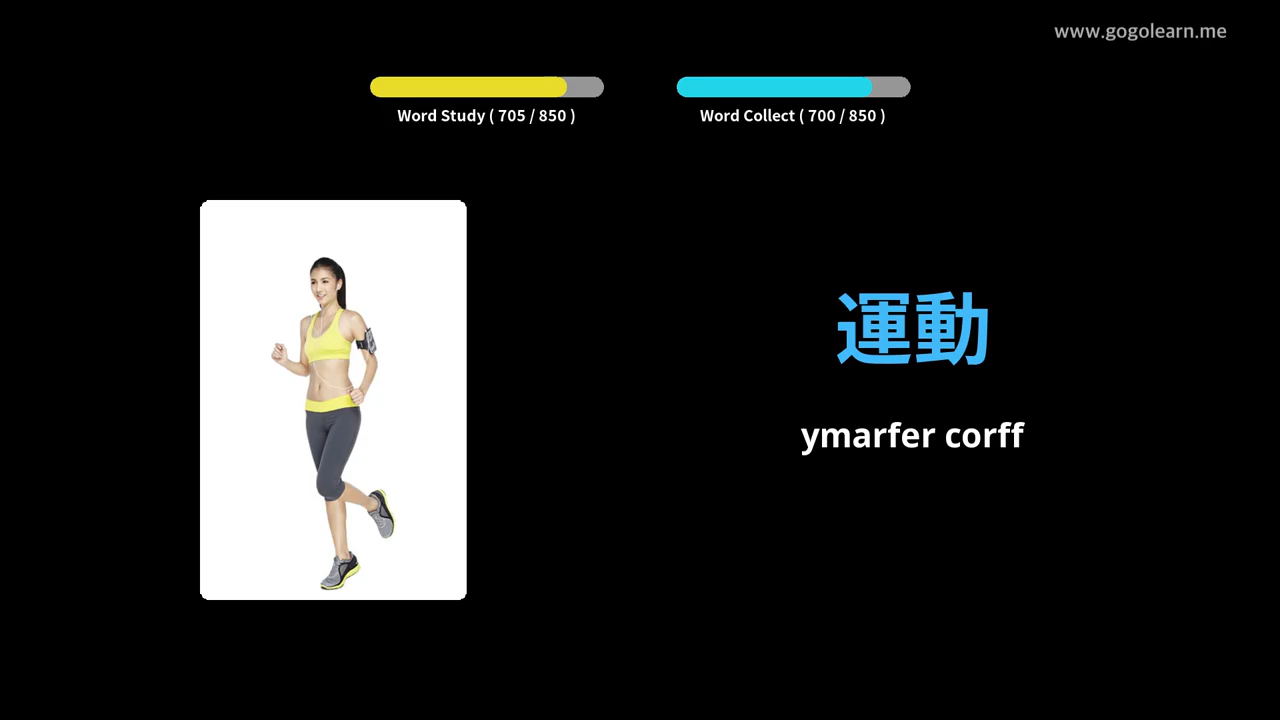 www.gogolearn.me
Word Study ( 705 / 850 )
Word Collect ( 700 / 850 )
運動
ymarfer corff